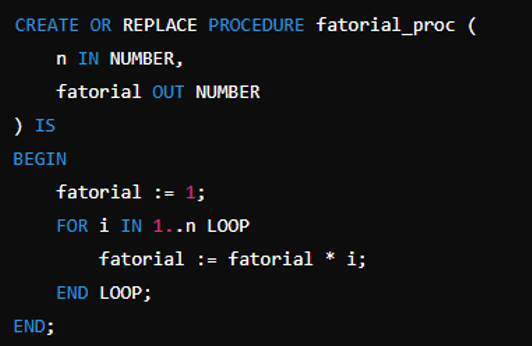 CREATE OR REPLACE PROCEDURE fatorial_proc (
    n IN NUMBER,
    fatorial OUT NUMBER
) IS
BEGIN
    fatorial := 1;
    FOR i IN 1..n LOOP
        fatorial := fatorial * i;
    END LOOP;
END;